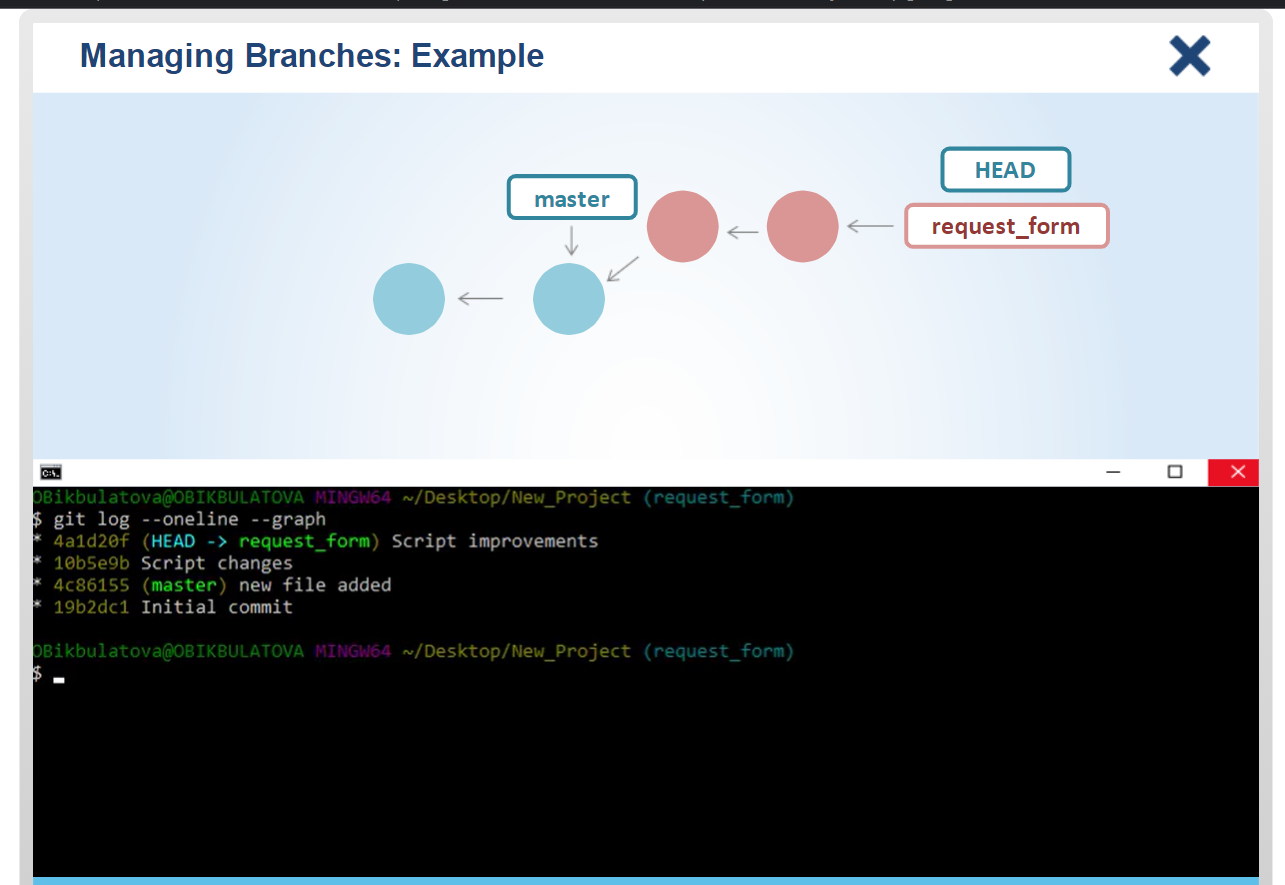 Managing Branches: Example
HEAD
master
request_form
OBikbulatova@OBIKBULATOVA MINGW64 ~/Desktop/New_Project (request_form)
$ git log --oneline --graph
* 4a1d20f (HEAD -> request_form) Script improvements
* 10b5e9b Script changes
* 4c86155 (master) new file added
* 19b2dc1 Initial commit
OBikbulatova@OBIKBULATOVA MINGW64 ~/Desktop/New_Project (request_form)
$